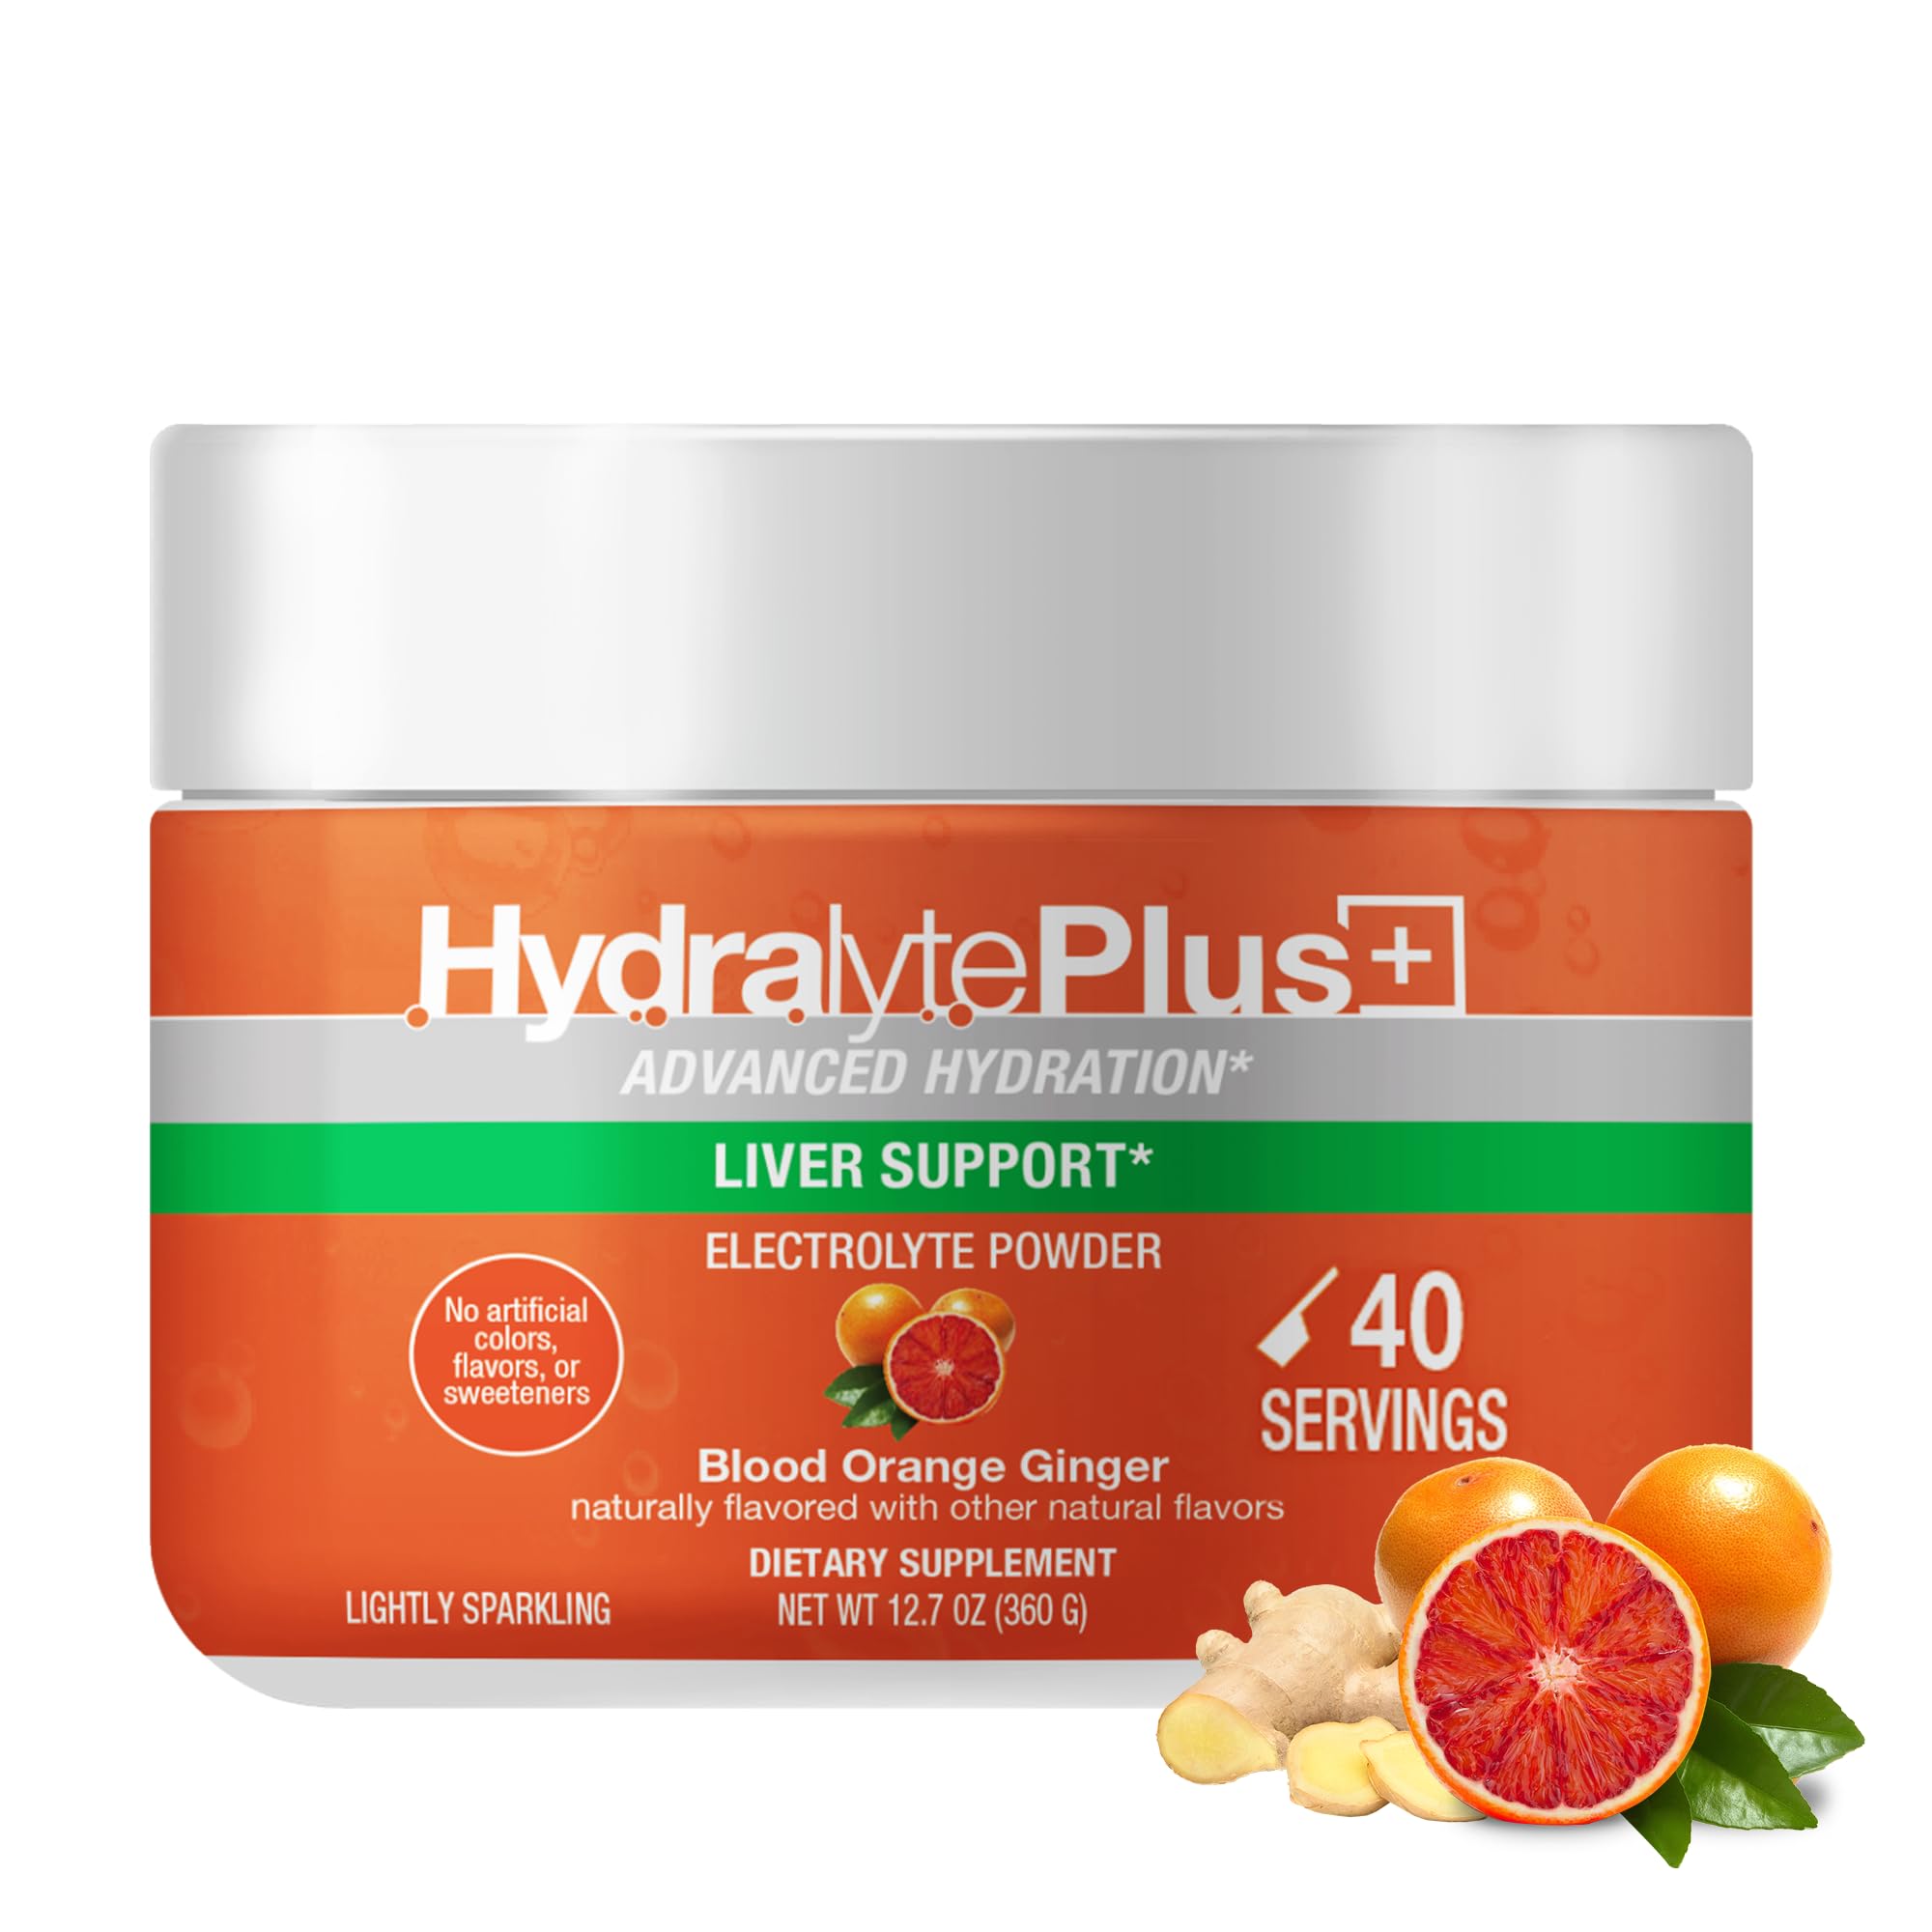 HydralytePlus+
ADVANCED HYDRATION*
LIVER SUPPORT*
ELECTROLYTE POWDER
No artificial
colors,
flavors, or
sweeteners
40
SERVINGS
Blood Orange Ginger
naturally flavored with other natural flavors
DIETARY SUPPLEMENT
LIGHTLY SPARKLING
NET WT 12.7 OZ (360 G)